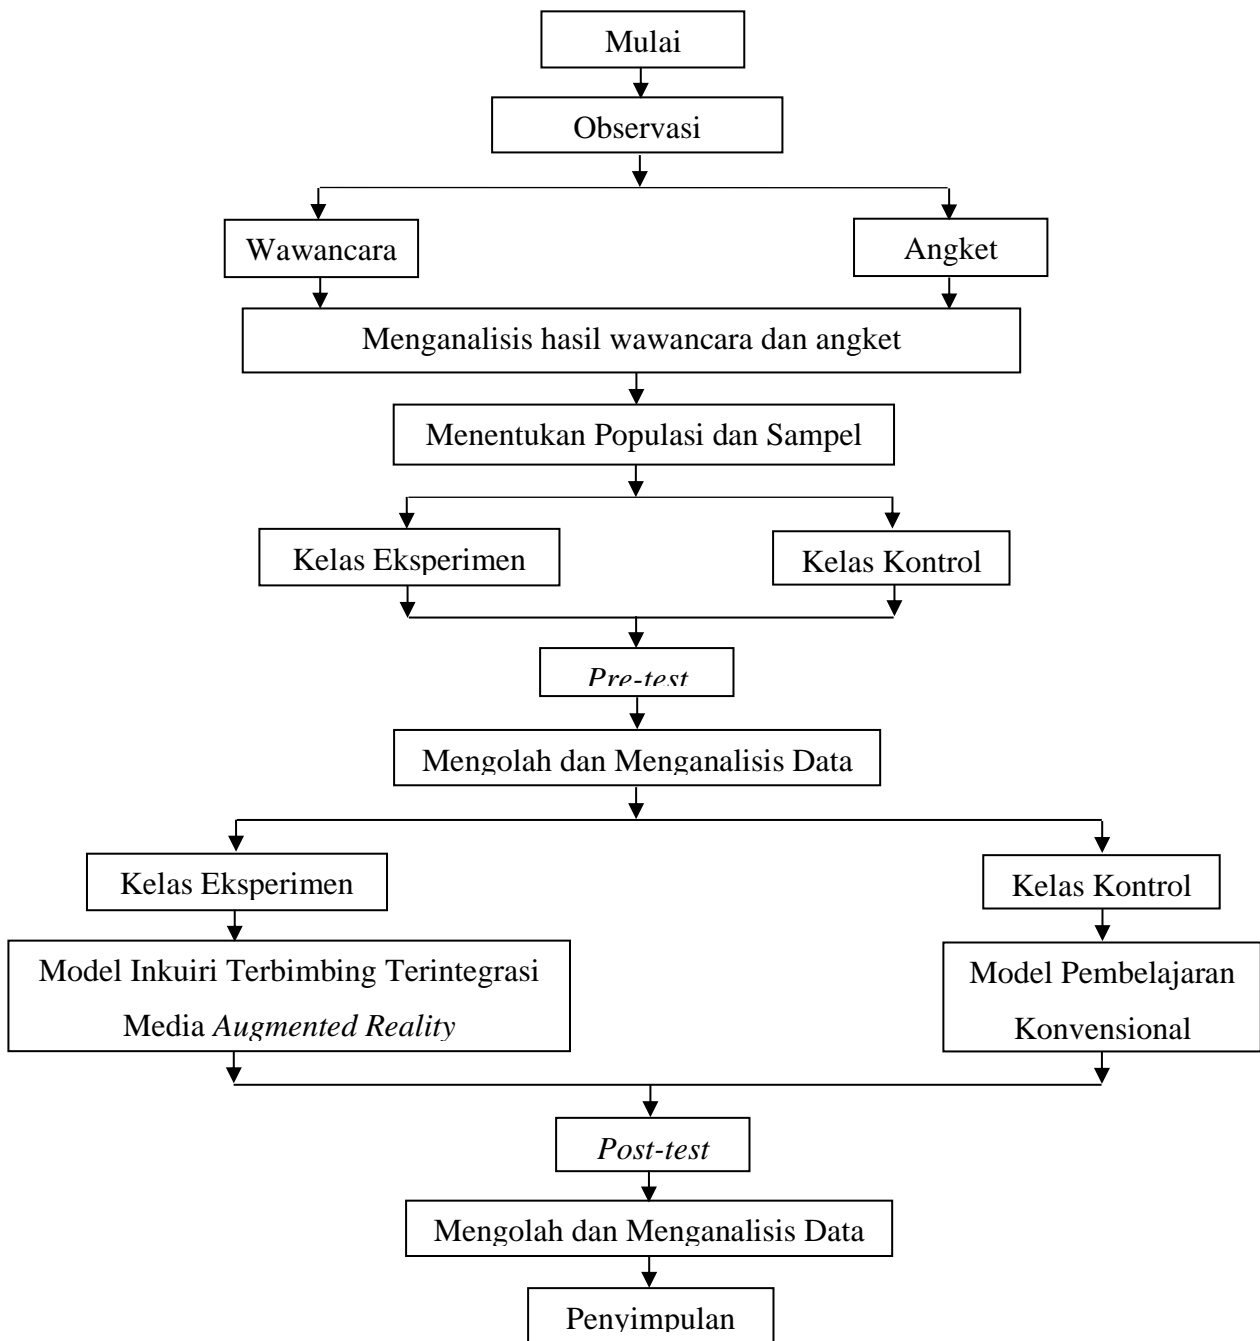 Mulai
Observasi
Wawancara
Angket
Menganalisis hasil wawancara dan angket
Menentukan Populasi dan Sampel
Kelas Eksperimen
Kelas Kontrol
Pre-test
Mengolah dan Menganalisis Data
Kelas Eksperimen
Kelas Kontrol
Model Inkuiri Terbimbing Terintegrasi
Media Augmented Reality
Model Pembelajaran
Konvensional
Post-test
Mengolah dan Menganalisis Data
Penyimpulan